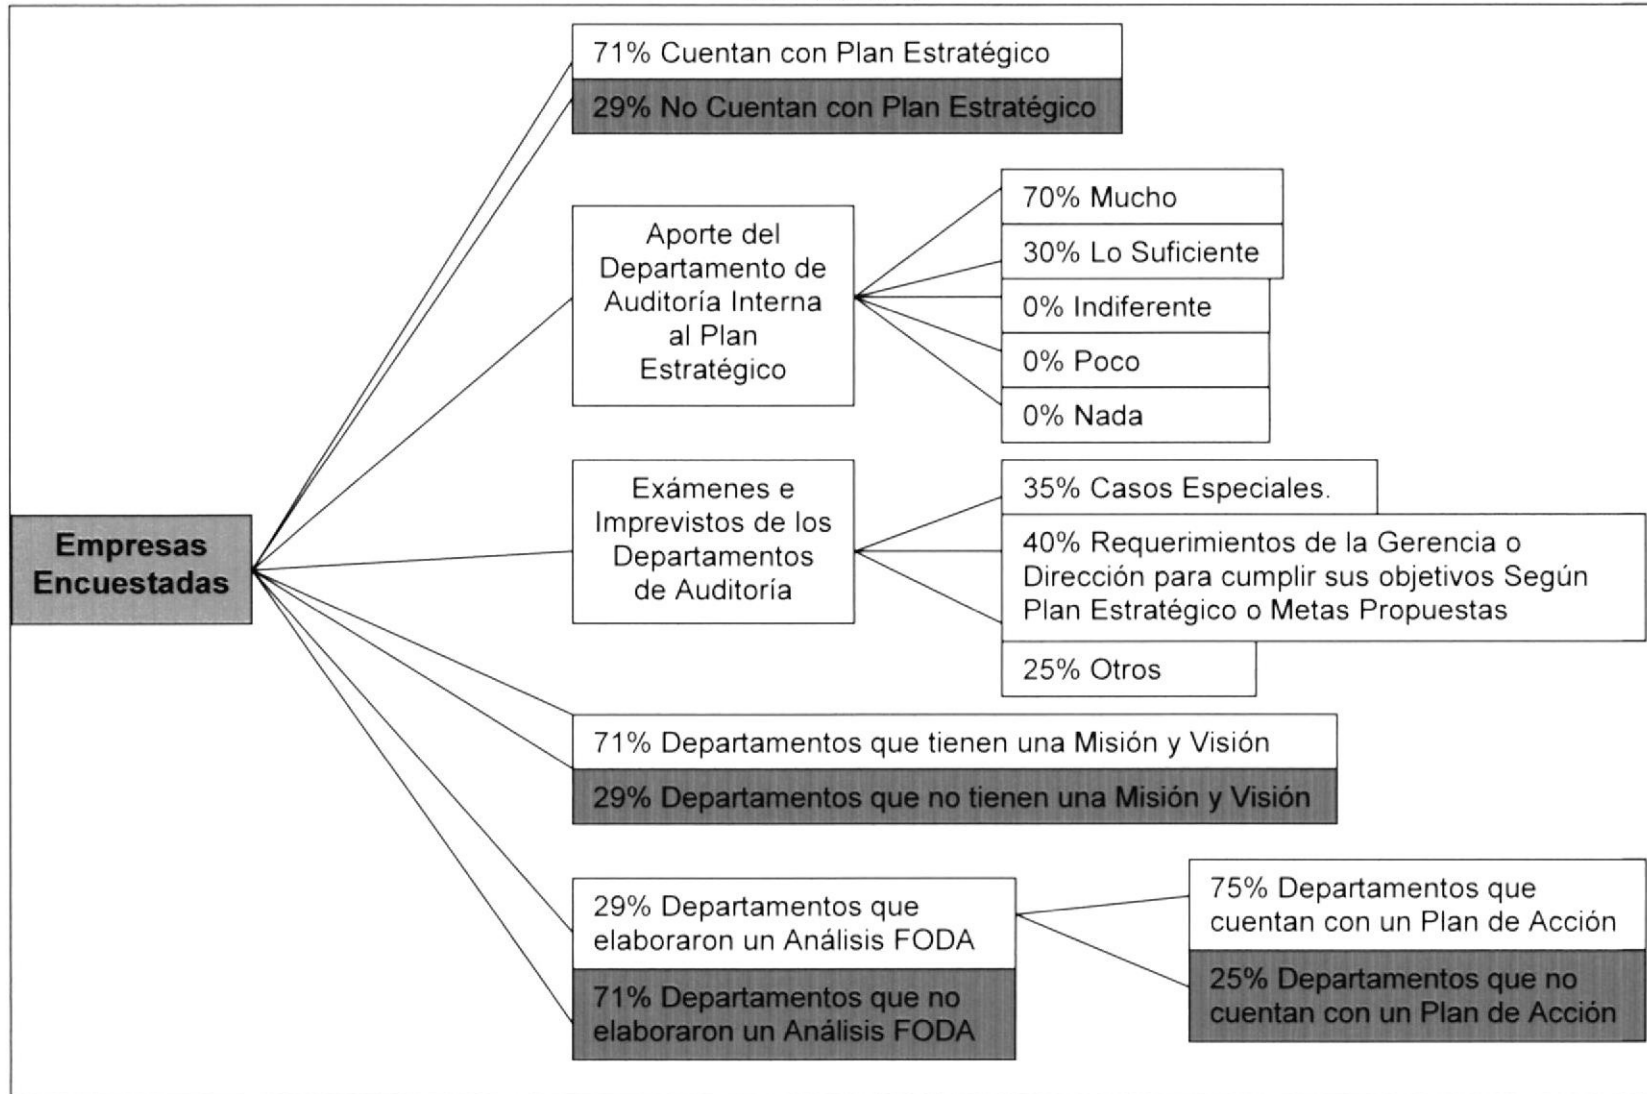 71% Cuentan con Plan Estratégico
29% No Cuentan con Plan Estratégico
Aporte del
Departamento de
Auditoría Interna
al Plan
Estratégico
70% Mucho
30% Lo Suficiente
0% Indiferente
0% Poco
0% Nada
Empresas
Encuestadas
Exámenes e
Imprevistos de los
Departamentos
de Auditoría
35% Casos Especiales.
40% Requerimientos de la Gerencia o
Dirección para cumplir sus objetivos Según
Plan Estratégico o Metas Propuestas
25% Otros
71% Departamentos que tienen una Misión y Visión
29% Departamentos que no tienen una Misión y Visión
29% Departamentos que
elaboraron un Análisis FODA
71% Departamentos que no
elaboraron un Análisis FODA
75% Departamentos que
cuentan con un Plan de Acción
25% Departamentos que no
cuentan con un Plan de Acción